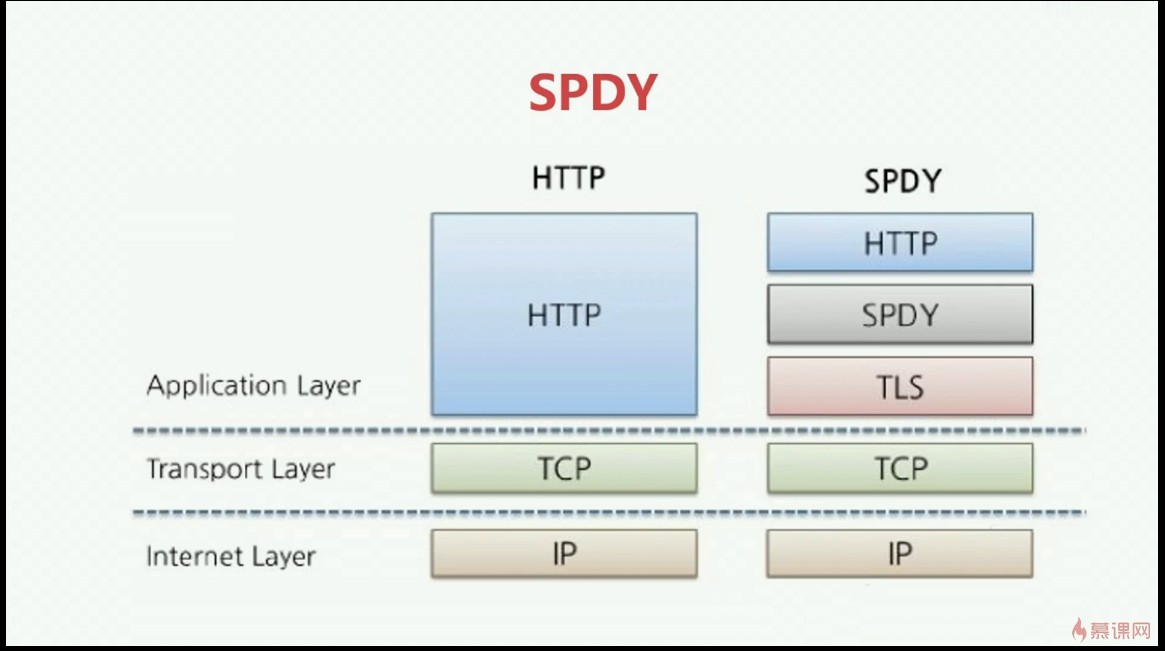 SPDY
HTTP
SPDY
HTTP
HTTP
SPDY
TLS
Application Layer
TCP
TCP
Transport Layer
IP
IP
Internet Layer
慕课网